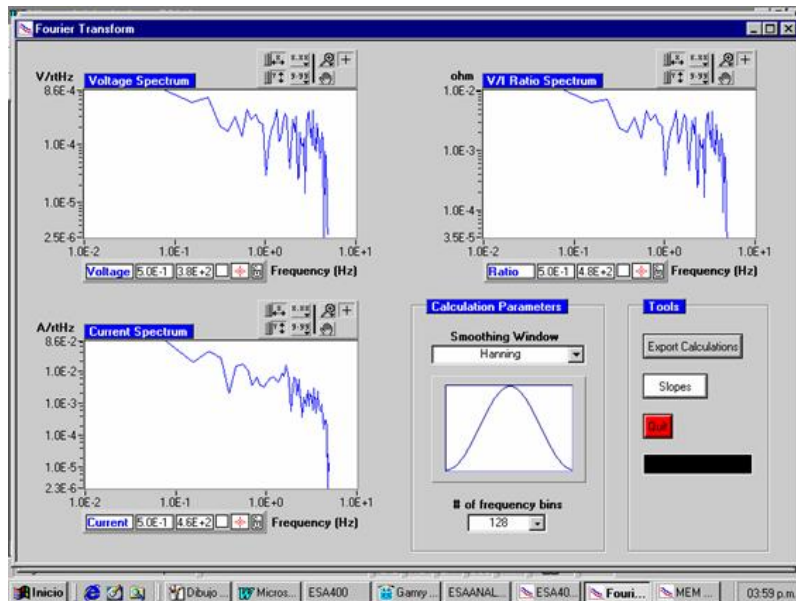 Fourier Transform
V/rtHz
Voltage Spectrum
8.6E-4
1.0E-4
1.0E-5
2.5E-6
1.0E-2
1.0E-1
1.0E+0
1.0E+1
Voltage
5.0E-1
3.8E+2
Frequency (Hz)
ohm
V/I Ratio Spectrum
1.0E-2
1.0E-3
1.0E-4
3.5E-5
1.0E-2
1.0E-1
1.0E+0
1.0E+1
Ratio
5.0E-1
4.8E+2
Frequency (Hz)
A/rtHz
Current Spectrum
8.6E-2
1.0E-2
1.0E-3
1.0E-4
1.0E-5
2.3E-6
1.0E-2
1.0E-1
1.0E+0
1.0E+1
Current
5.0E-1
4.6E+2
Frequency (Hz)
Calculation Parameters
Smoothing Window
Hanning
# of frequency bins
128
Tools
Export Calculations
Slopes
Quit
Inicio
Dibujo ...
Micros...
ESA400
Gamry ...
ESAANAL...
ESA40...
Fouri...
MEM ...
03:59 p.m.